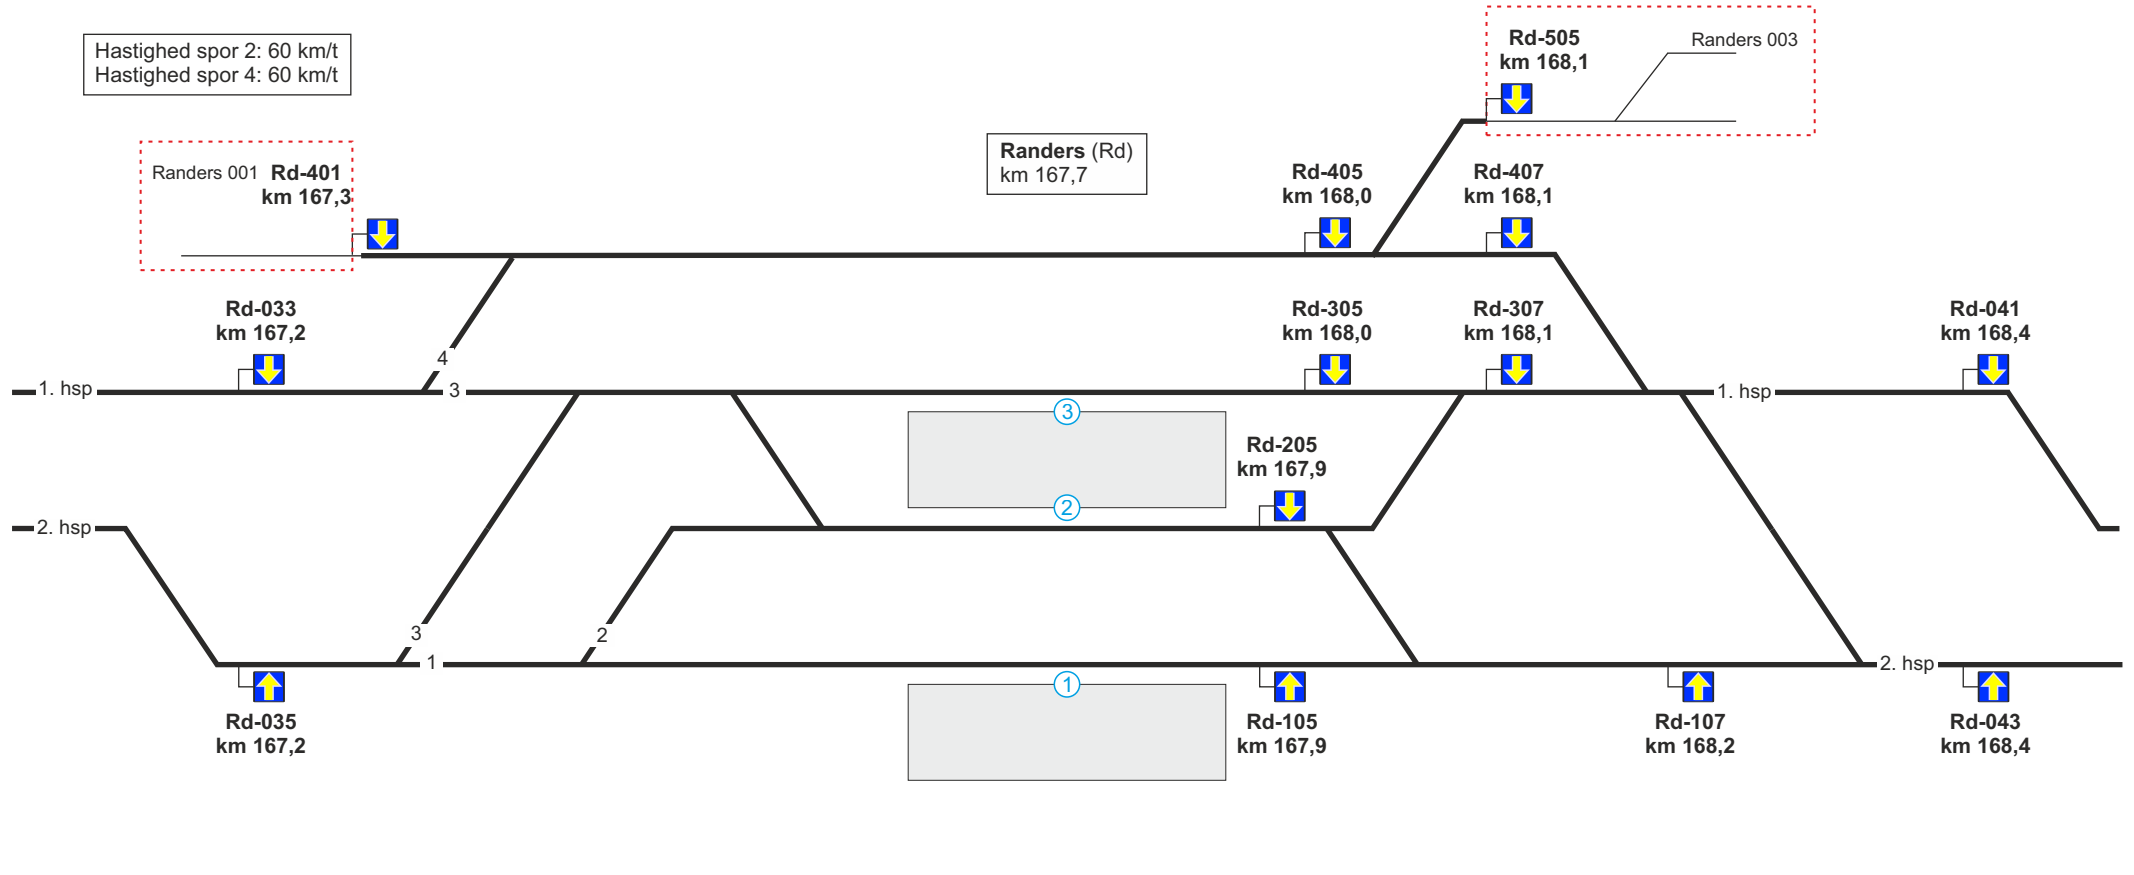 Hastighed spor 2: 60 km/t
Hastighed spor 4: 60 km/t
Rd-505
km 168,1
Randers 003
Randers (Rd)
km 167,7
Randers 001
Rd-401
km 167,3
Rd-405
km 168,0
Rd-407
km 168,1
Rd-033
km 167,2
Rd-305
km 168,0
Rd-307
km 168,1
Rd-041
km 168,4
4
1. hsp
3
1. hsp
3
Rd-205
km 167,9
2
2. hsp
3
2
1
2. hsp
1
Rd-035
km 167,2
Rd-105
km 167,9
Rd-107
km 168,2
Rd-043
km 168,4